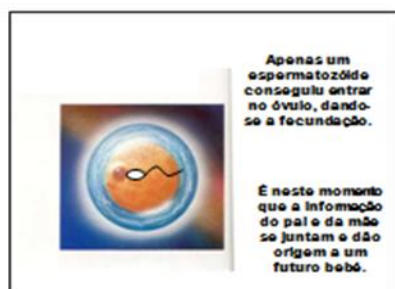 Apenas um
espermatozóide
conseguiu entrar
no óvulo, dando-
se a fecundação.
É neste momento
que a informação
do pai e da mãe
se juntam e dão
origem a um
futuro bebé.